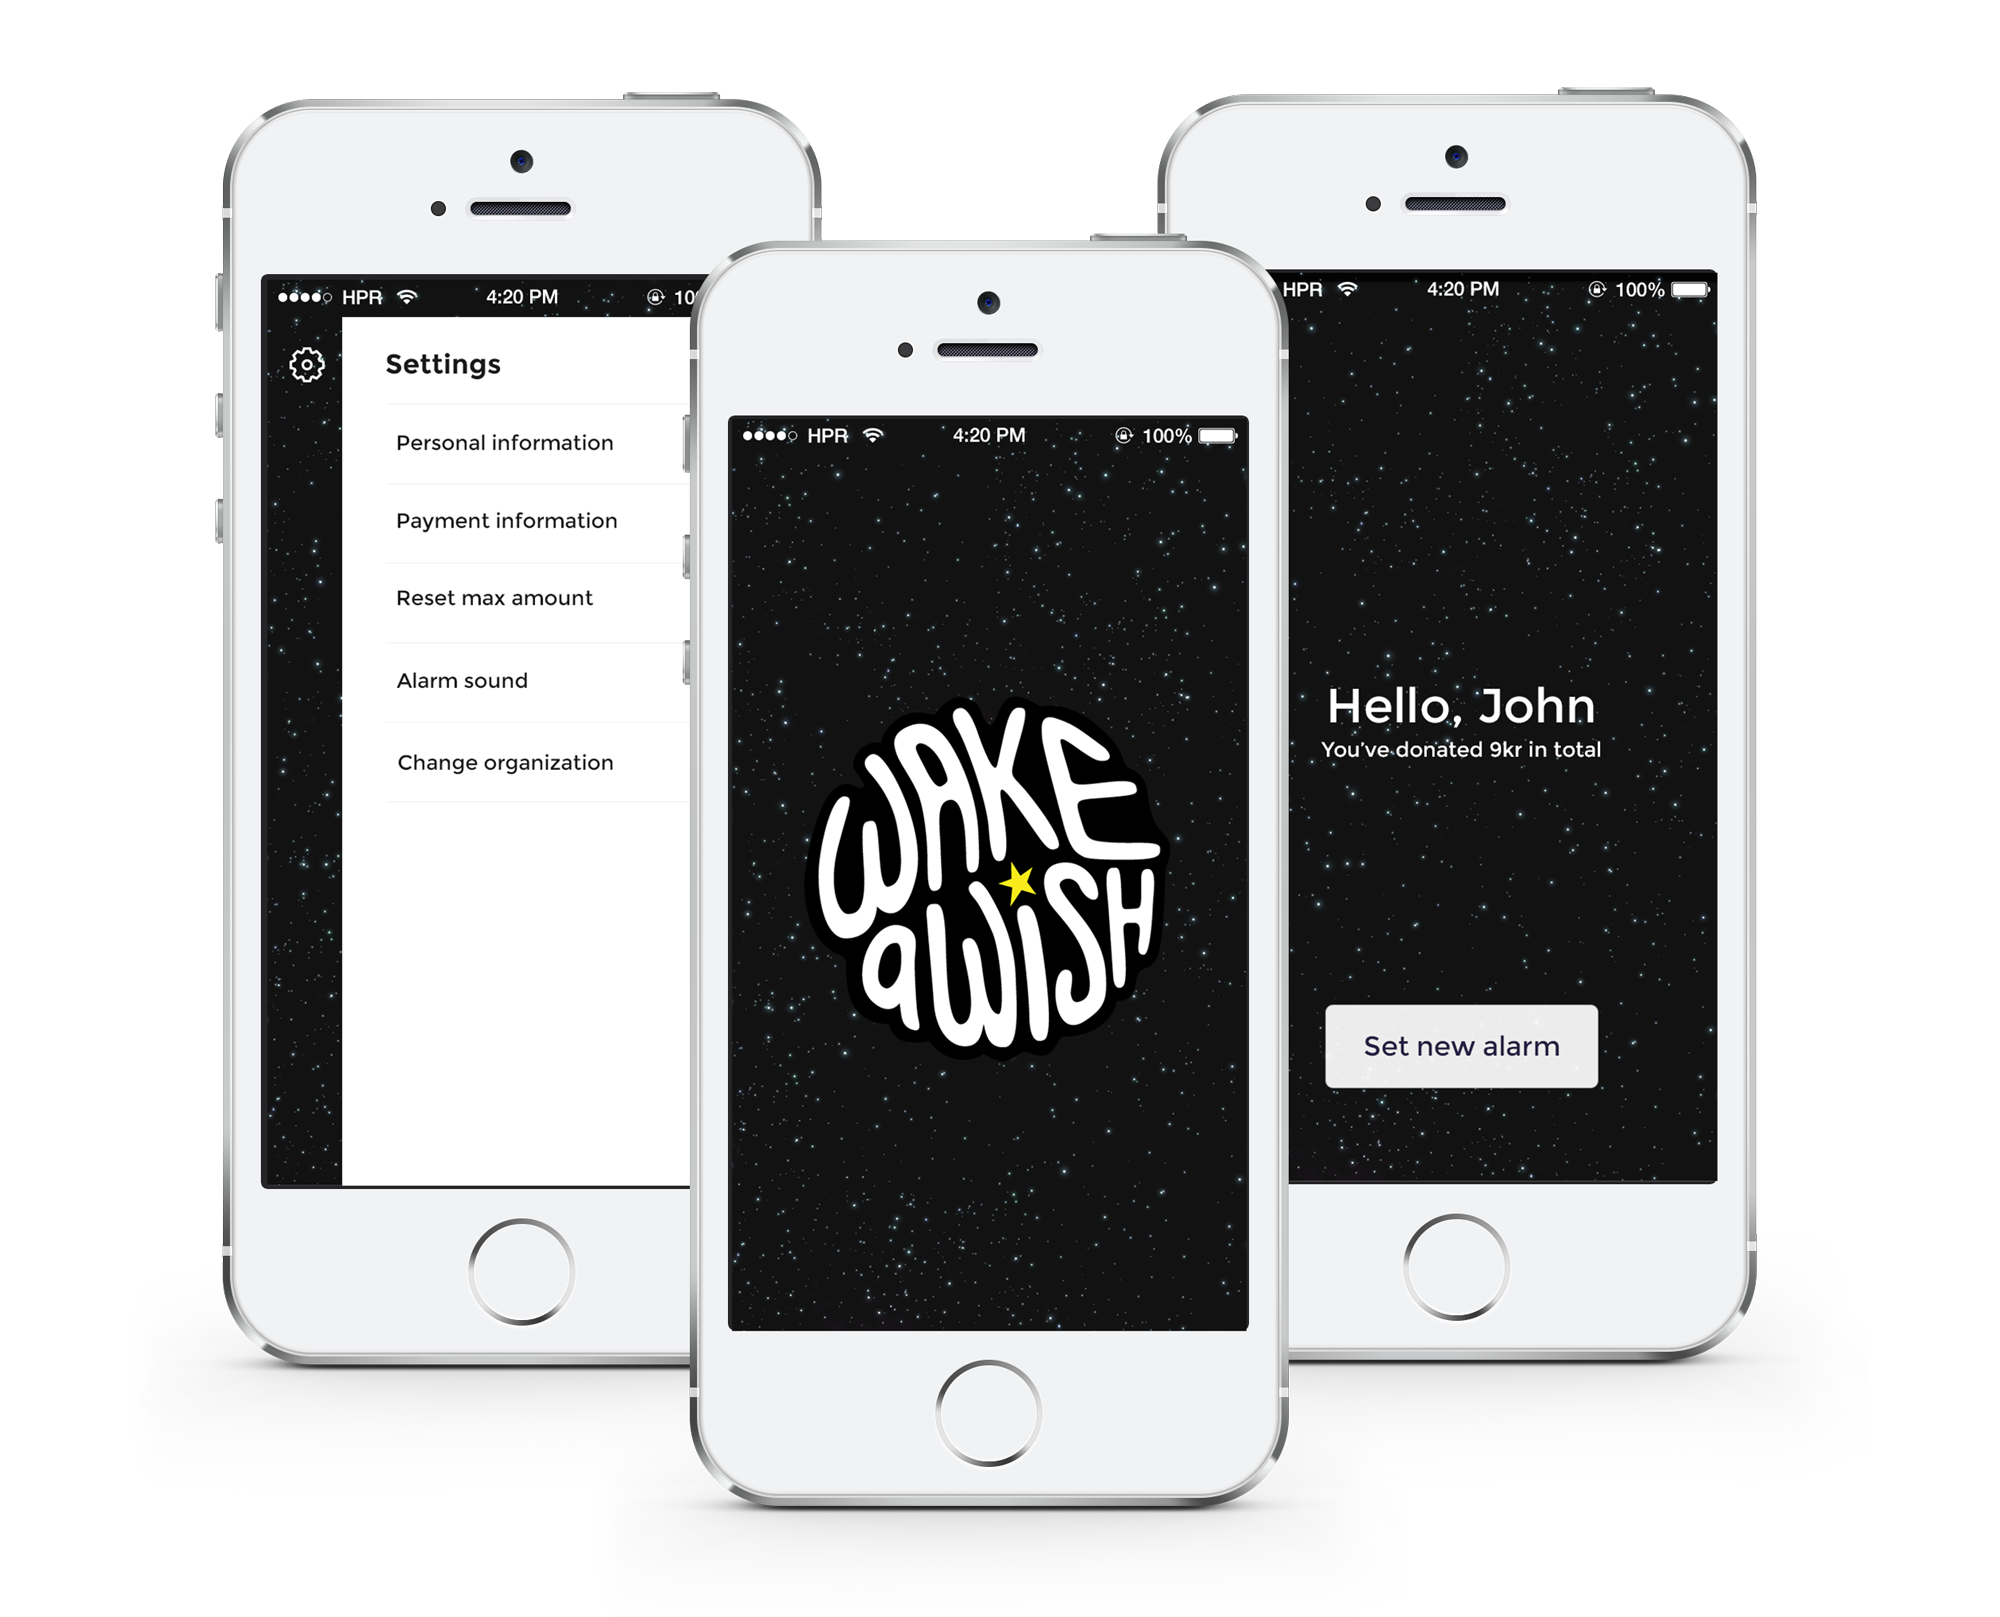 HPR 4:20 PM
Settings
Personal information
Payment information
Reset max amount
Alarm sound
Change organization
HPR 4:20 PM 100%
WAKE
a WiSH
HPR 4:20 PM 100%
Hello, John
You've donated 9kr in total
Set new alarm